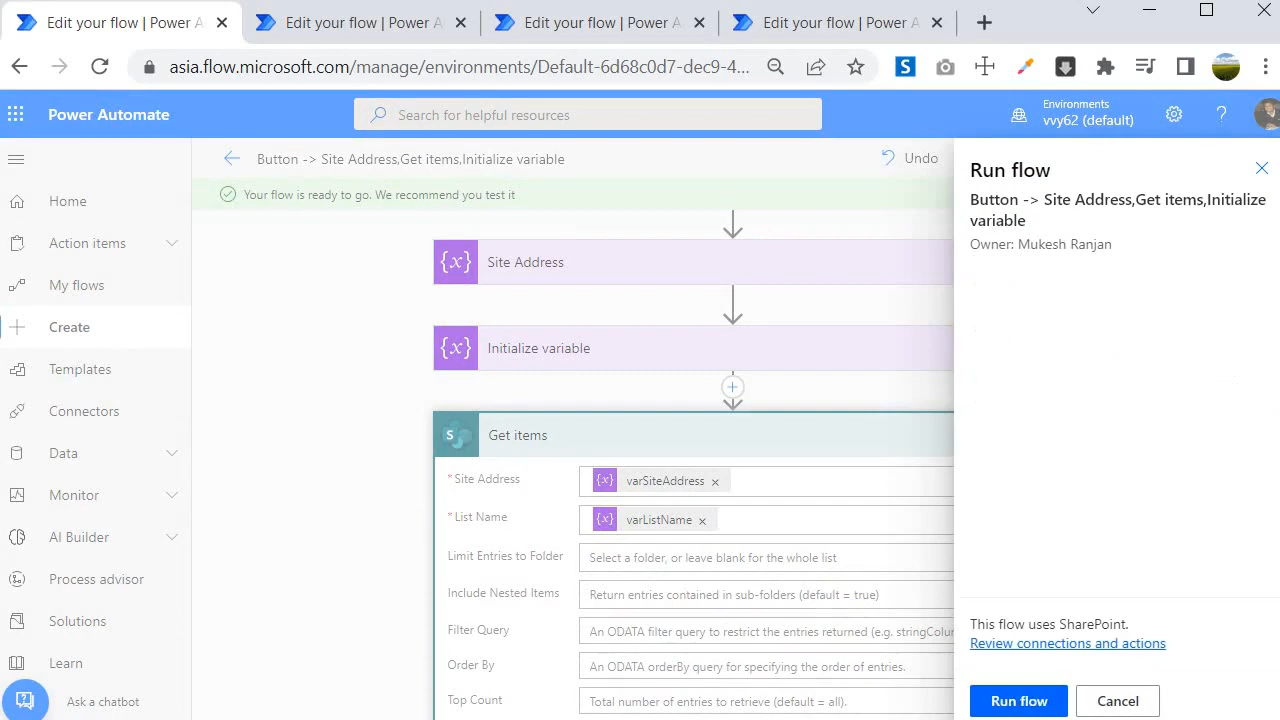 Edit your flow | Power A
Edit your flow | Power A
Edit your flow | Power A
Edit your flow | Power A
asia.flow.microsoft.com/manage/environments/Default-6d68c0d7-dec9-4...
S
Power Automate
Search for helpful resources
Environments
vvy62 (default)
?
Button -> Site Address,Get items,Initialize variable
Undo
Your flow is ready to go. We recommend you test it
Home
Action items
My flows
Create
Templates
Connectors
Data
Monitor
AI Builder
Process advisor
Solutions
Learn
Ask a chatbot
{x} Site Address
{x} Initialize variable
S Get items
* Site Address {x} varSiteAddress ×
* List Name {x} varListName ×
Limit Entries to Folder Select a folder, or leave blank for the whole list
Include Nested Items Return entries contained in sub-folders (default = true)
Filter Query An ODATA filter query to restrict the entries returned (e.g. stringColu
Order By An ODATA orderBy query for specifying the order of entries.
Top Count Total number of entries to retrieve (default = all).
Run flow
Button -> Site Address,Get items,Initialize
variable
Owner: Mukesh Ranjan
This flow uses SharePoint.
Review connections and actions
Run flow Cancel